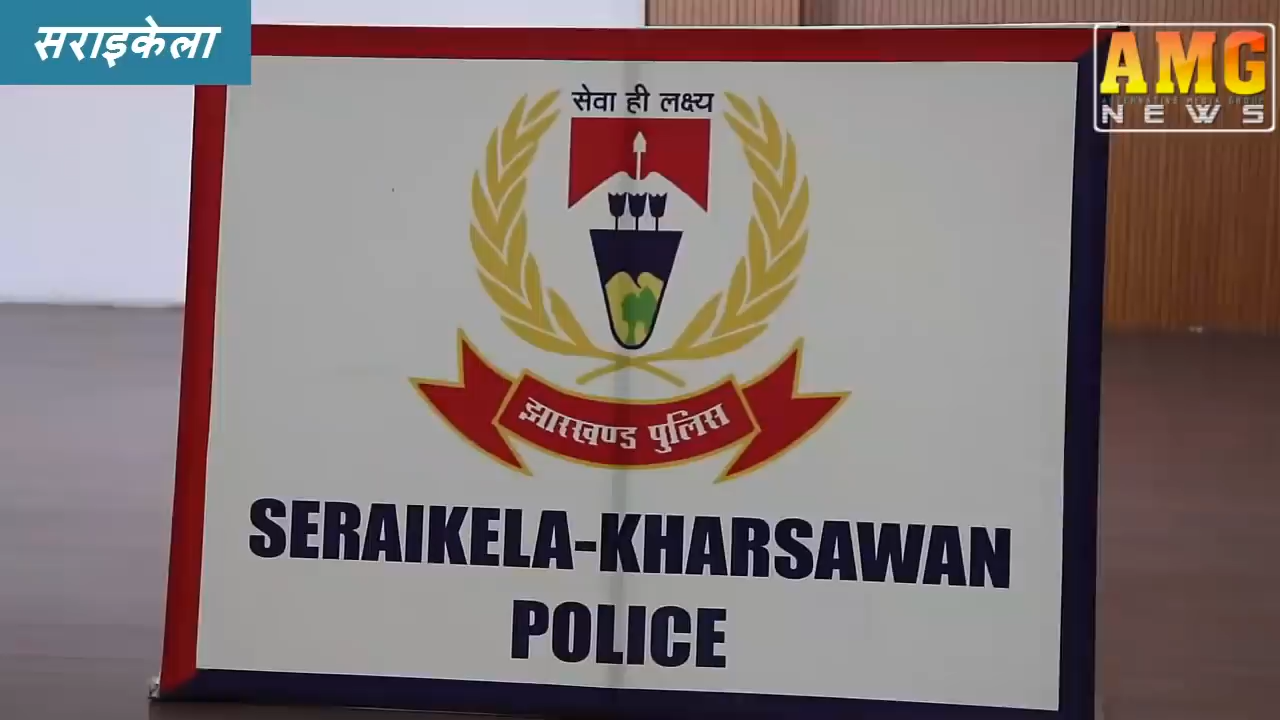 सराइकेला
AMG
NEWS
सेवा ही लक्ष्य
झारखण्ड पुलिस
SERAIKELA-KHARSAWAN
POLICE